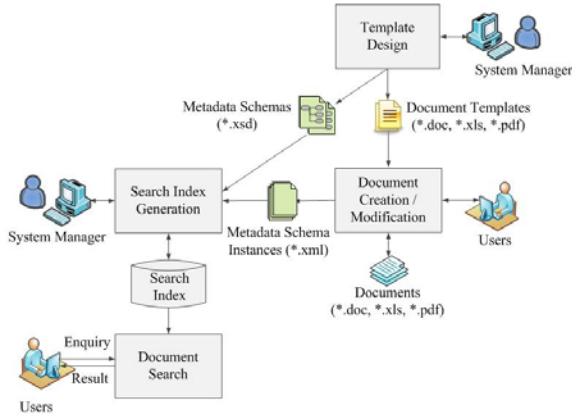 Template
Design
System Manager
Metadata Schemas
(*.xsd)
Document Templates
(*.doc, *.xls, *.pdf)
Search Index
Generation
Document
Creation /
Modification
System Manager
Metadata Schema
Instances (*.xml)
Users
Search
Index
Documents
(*.doc, *.xls, *.pdf)
Enquiry
Result
Document
Search
Users